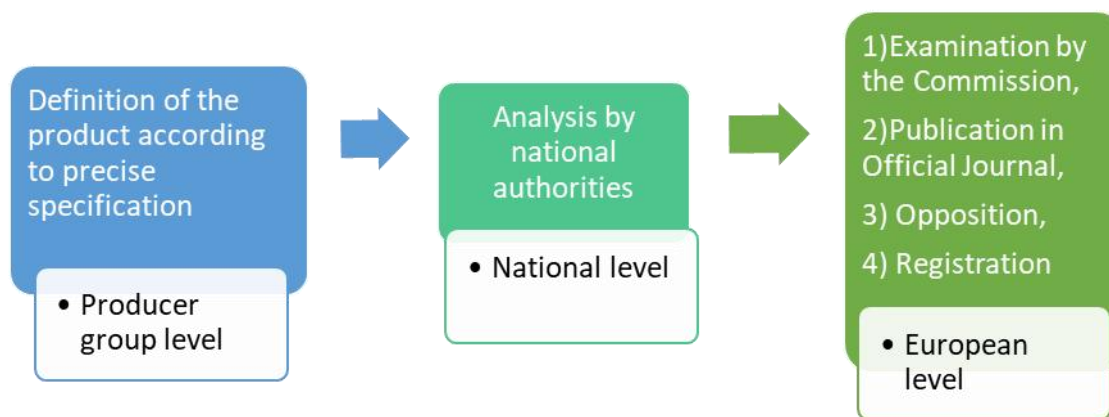 Definition of the
product according
to precise
specification
• Producer
group level
Analysis by
national
authorities
• National level
1)Examination by
the Commission,
2)Publication in
Official Journal,
3) Opposition,
4) Registration
• European
level